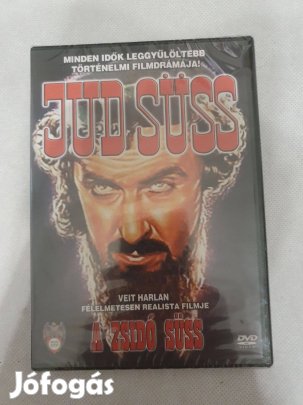 MINDEN IDŐK LEGGYŰLÖLTEBB
TÖRTÉNELMI FILMDRÁMÁJA!
JUD SÜSS
VEIT HARLAN
FÉLELMETESEN REALISTA FILMJE
A ZSIDÓ SÜSS
DVD
Jófogás